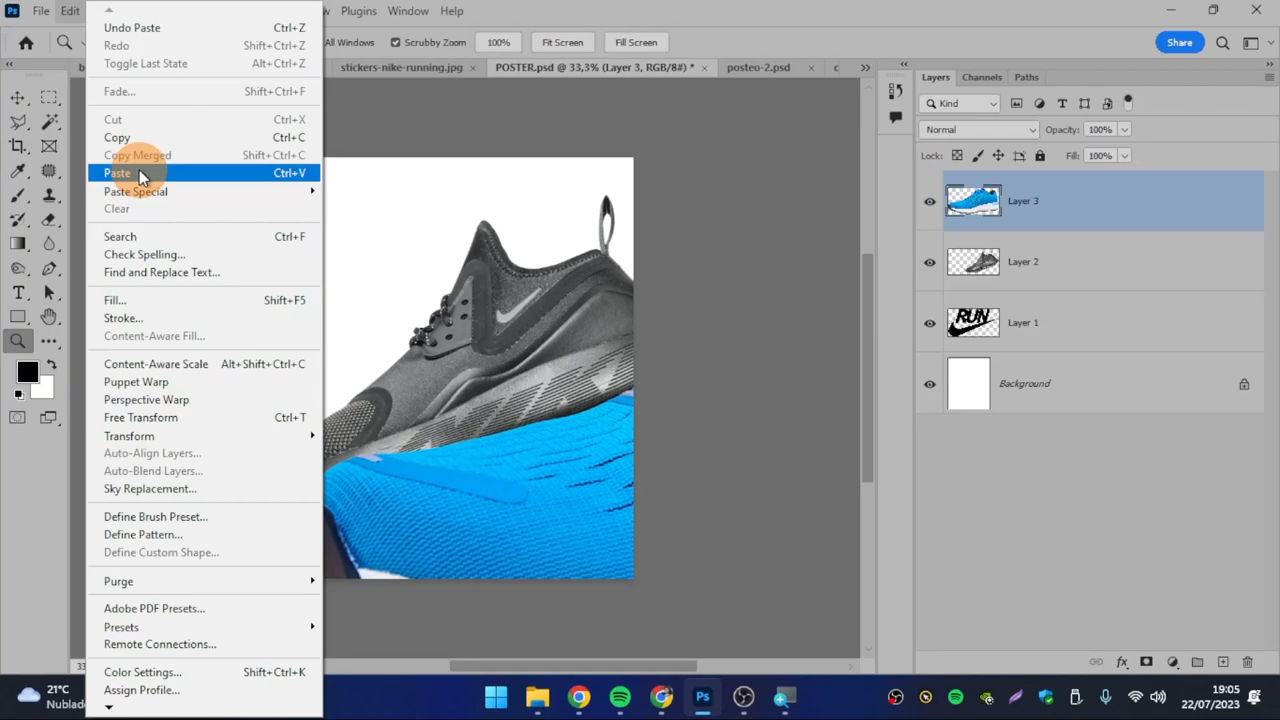 Ps File Edit Plugins Window Help
All Windows Scrubby Zoom 100% Fit Screen Fill Screen Share
stickers-nike-running.jpg × POSTER.psd @ 33,3% (Layer 3, RGB/8#) * × posteo-2.psd ×
Undo Paste Ctrl+Z
Redo Shift+Ctrl+Z
Toggle Last State Alt+Ctrl+Z
Fade... Shift+Ctrl+F
Cut Ctrl+X
Copy Ctrl+C
Copy Merged Shift+Ctrl+C
Paste Ctrl+V
Paste Special
Clear
Search Ctrl+F
Check Spelling...
Find and Replace Text...
Fill... Shift+F5
Stroke...
Content-Aware Fill...
Content-Aware Scale Alt+Shift+Ctrl+C
Puppet Warp
Perspective Warp
Free Transform Ctrl+T
Transform
Auto-Align Layers...
Auto-Blend Layers...
Sky Replacement...
Define Brush Preset...
Define Pattern...
Define Custom Shape...
Purge
Adobe PDF Presets...
Presets
Remote Connections...
Color Settings... Shift+Ctrl+K
Assign Profile...
Layers Channels Paths
Kind
Normal Opacity: 100%
Lock: Fill: 100%
Layer 3
Layer 2
RUN
Layer 1
Background
33
21°C
Nublado
Ps
19:05
22/07/2023